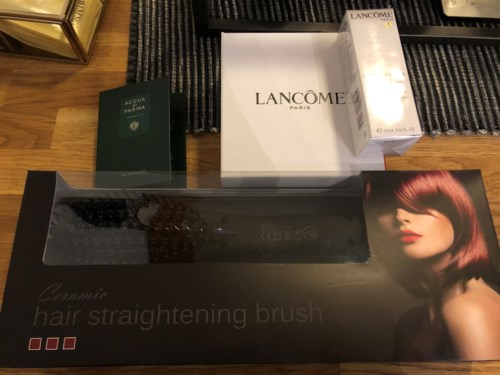 ACQUA
DI PARMA
LANCÔME
PARIS
LANCÔME
Ceramic
hair straightening brush